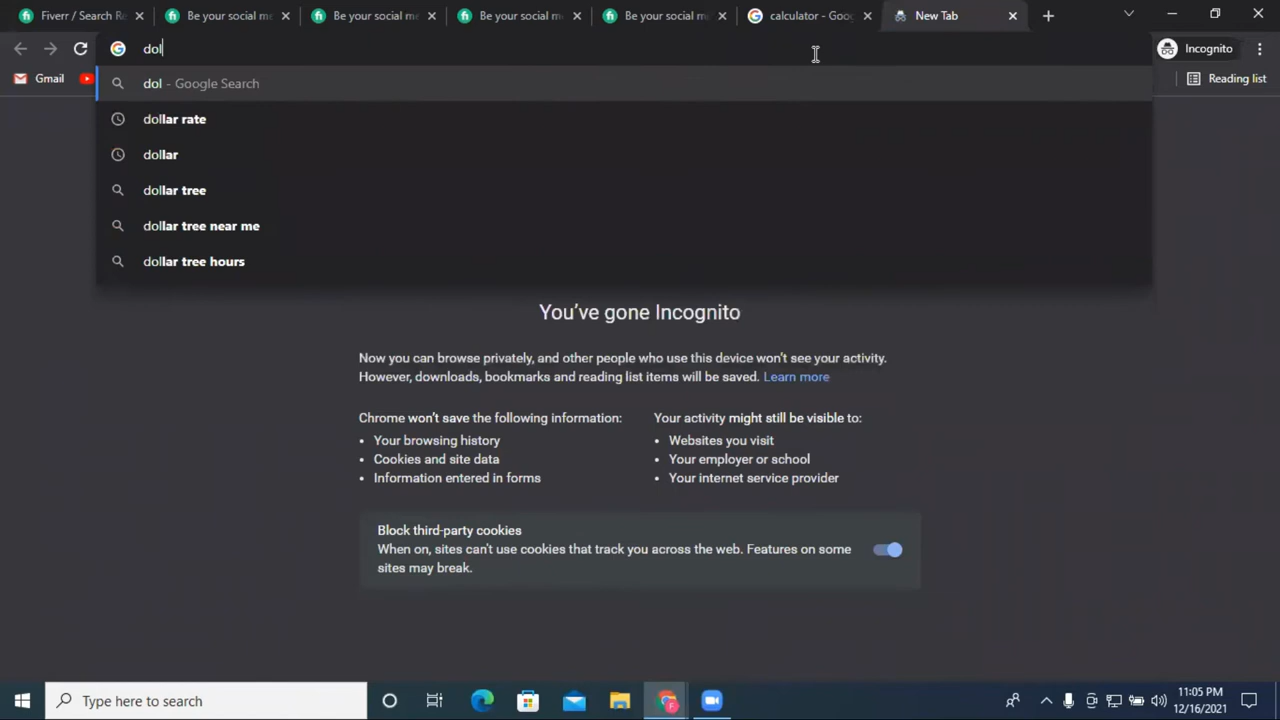 Fiverr / Search Re
Be your social me
Be your social me
Be your social me
Be your social me
calculator - Goog
New Tab
dol
Incognito
Gmail
Reading list
dol - Google Search
dollar rate
dollar
dollar tree
dollar tree near me
dollar tree hours
You've gone Incognito
Now you can browse privately, and other people who use this device won't see your activity.
However, downloads, bookmarks and reading list items will be saved. Learn more
Chrome won't save the following information:
• Your browsing history
• Cookies and site data
• Information entered in forms
Your activity might still be visible to:
• Websites you visit
• Your employer or school
• Your internet service provider
Block third-party cookies
When on, sites can't use cookies that track you across the web. Features on some
sites may break.
Type here to search
11:05 PM
12/16/2021